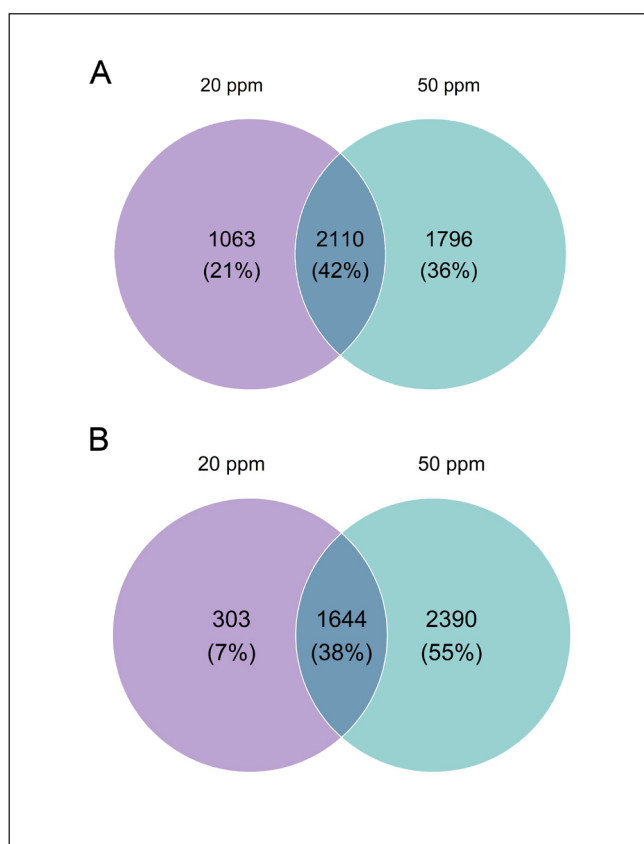 A
20 ppm 50 ppm
1063 2110 1796
(21%) (42%) (36%)
B
20 ppm 50 ppm
303 1644 2390
(7%) (38%) (55%)